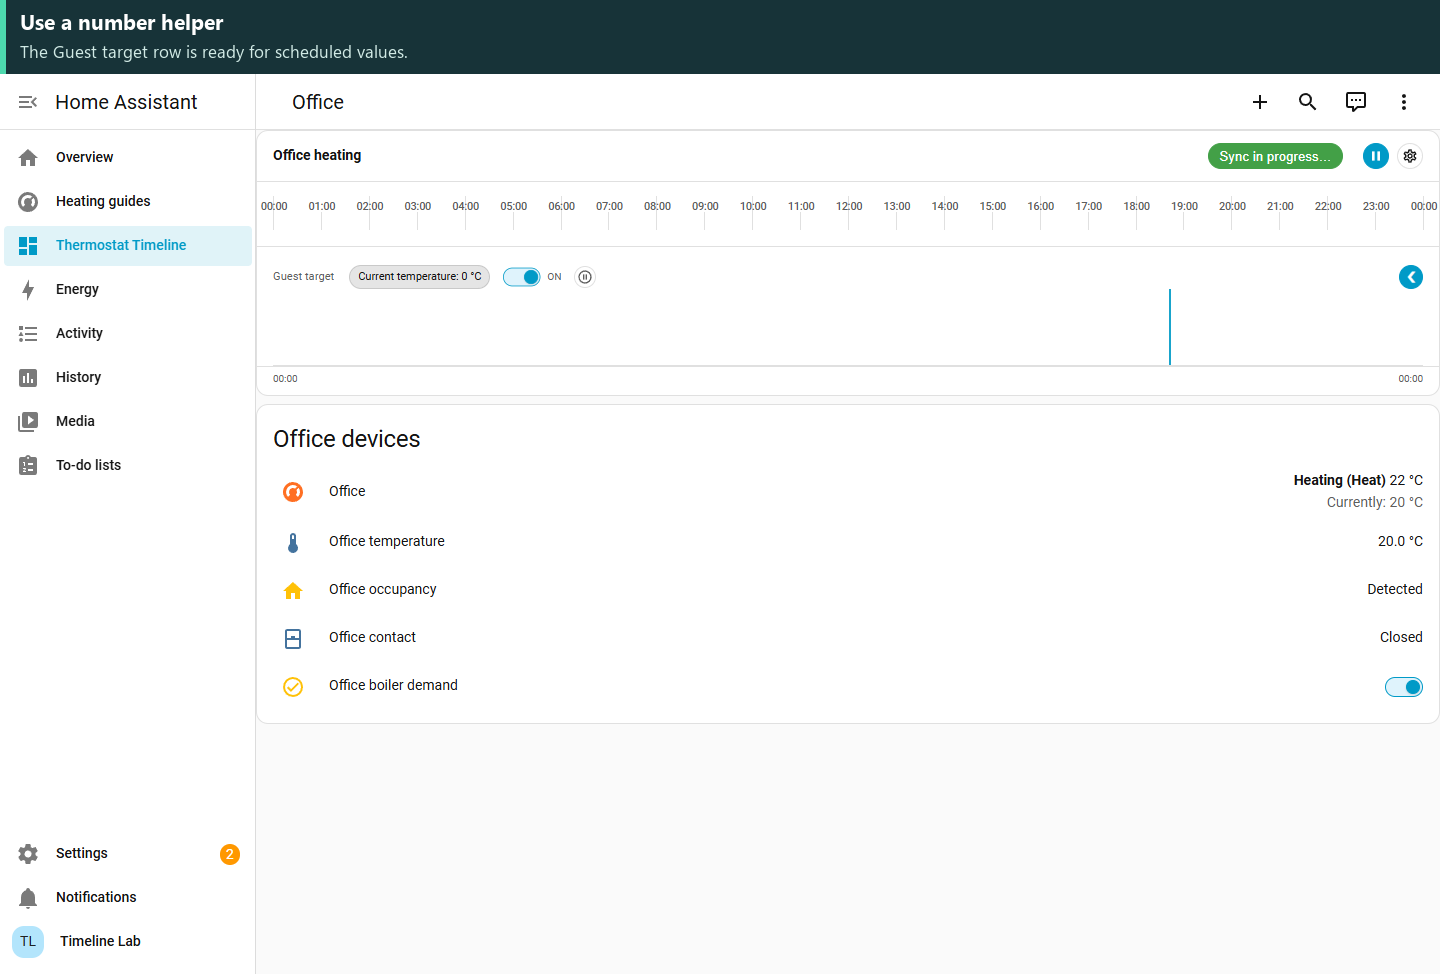 Use a number helper
The Guest target row is ready for scheduled values.
Home Assistant
Office
Overview
Heating guides
Thermostat Timeline
Energy
Activity
History
Media
To-do lists
Settings
2
Notifications
TL
Timeline Lab
Office heating
Sync in progress...
00:00 01:00 02:00 03:00 04:00 05:00 06:00 07:00 08:00 09:00 10:00 11:00 12:00 13:00 14:00 15:00 16:00 17:00 18:00 19:00 20:00 21:00 22:00 23:00 00:00
Guest target Current temperature: 0 °C ON
00:00 00:00
Office devices
Office
Heating (Heat) 22 °C
Currently: 20 °C
Office temperature 20.0 °C
Office occupancy Detected
Office contact Closed
Office boiler demand